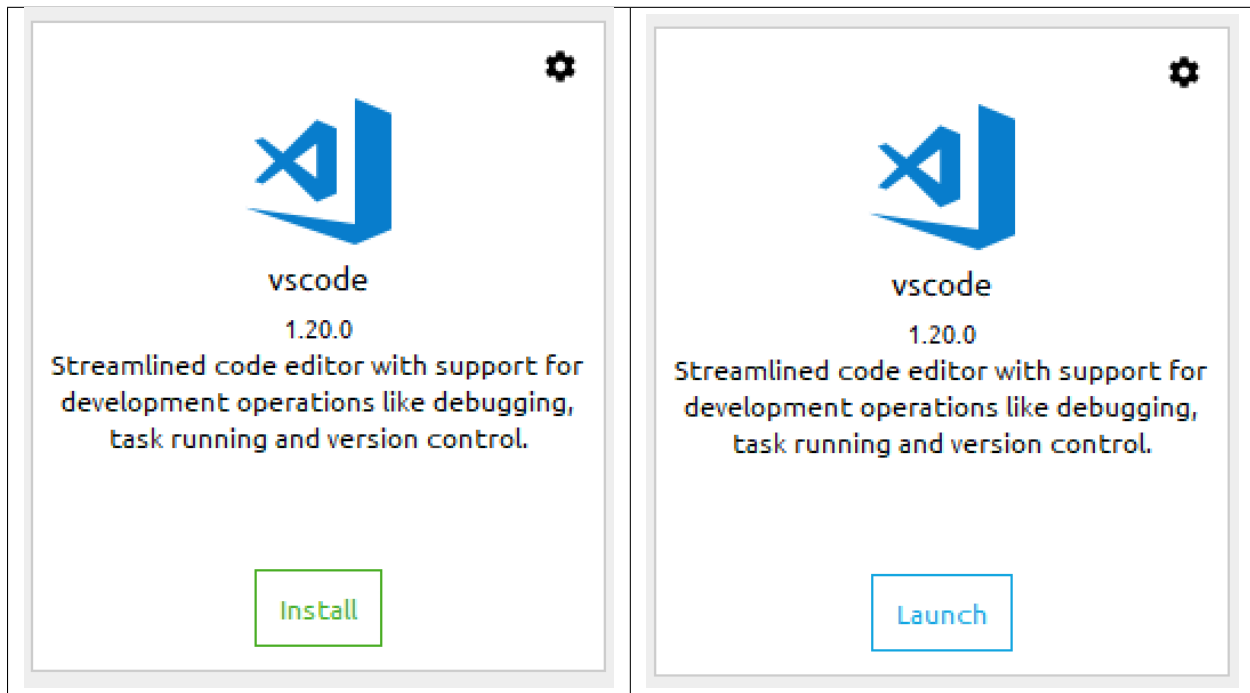 vscode
1.20.0
Streamlined code editor with support for
development operations like debugging,
task running and version control.
Install
vscode
1.20.0
Streamlined code editor with support for
development operations like debugging,
task running and version control.
Launch